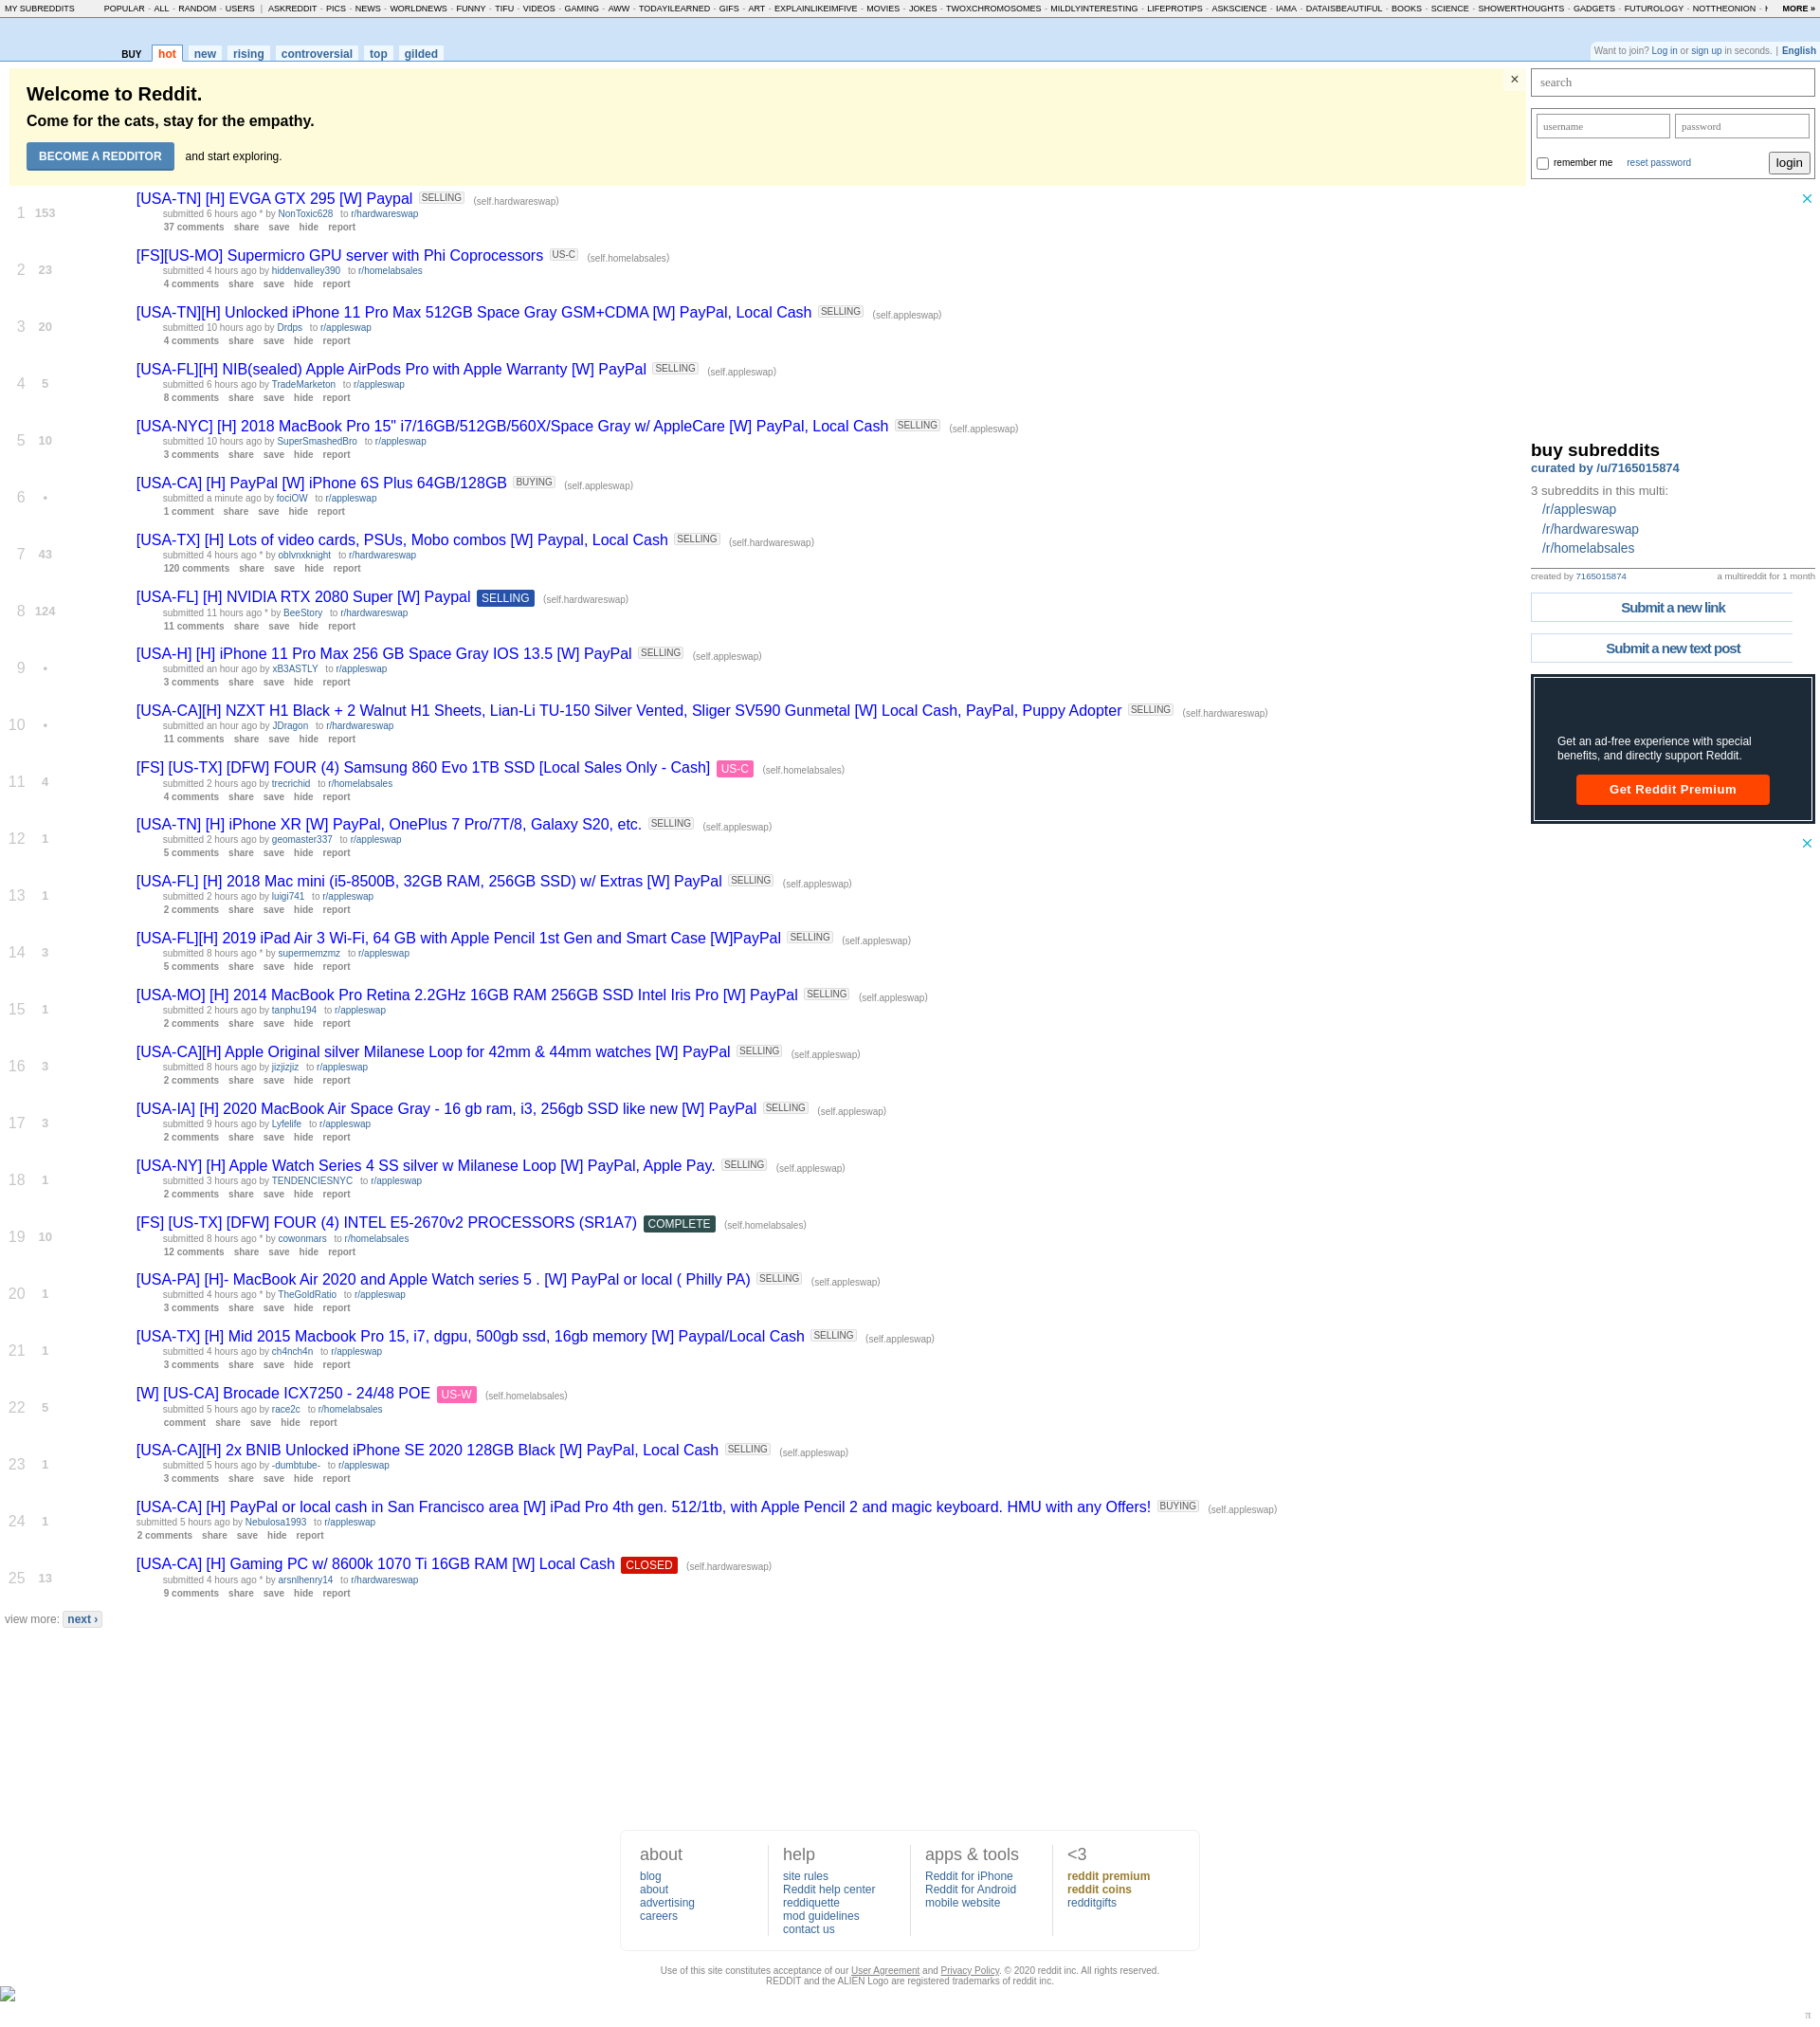 MY SUBREDDITS POPULAR - ALL - RANDOM - USERS | ASKREDDIT - PICS - NEWS - WORLDNEWS - FUNNY - TIFU - VIDEOS - GAMING - AWW - TODAYILEARNED - GIFS - ART - EXPLAINLIKEIMFIVE - MOVIES - JOKES - TWOXCHROMOSOMES - MILDLYINTERESTING - LIFEPROTIPS - ASKSCIENCE - IAMA - DATAISBEAUTIFUL - BOOKS - SCIENCE - SHOWERTHOUGHTS - GADGETS - FUTUROLOGY - NOTTHEONION - MORE »
BUY hot new rising controversial top gilded
Want to join? Log in or sign up in seconds. | English
Welcome to Reddit.
Come for the cats, stay for the empathy.
BECOME A REDDITOR and start exploring.
×
search
username password
remember me reset password login
1 153 [USA-TN] [H] EVGA GTX 295 [W] Paypal SELLING (self.hardwareswap)
submitted 6 hours ago * by NonToxic628 to r/hardwareswap
37 comments share save hide report
2 23 [FS][US-MO] Supermicro GPU server with Phi Coprocessors US-C (self.homelabsales)
submitted 4 hours ago by hiddenvalley390 to r/homelabsales
4 comments share save hide report
3 20 [USA-TN][H] Unlocked iPhone 11 Pro Max 512GB Space Gray GSM+CDMA [W] PayPal, Local Cash SELLING (self.appleswap)
submitted 10 hours ago by Drdps to r/appleswap
4 comments share save hide report
4 5 [USA-FL][H] NIB(sealed) Apple AirPods Pro with Apple Warranty [W] PayPal SELLING (self.appleswap)
submitted 6 hours ago by TradeMarketon to r/appleswap
8 comments share save hide report
5 10 [USA-NYC] [H] 2018 MacBook Pro 15" i7/16GB/512GB/560X/Space Gray w/ AppleCare [W] PayPal, Local Cash SELLING (self.appleswap)
submitted 10 hours ago by SuperSmashedBro to r/appleswap
3 comments share save hide report
6 • [USA-CA] [H] PayPal [W] iPhone 6S Plus 64GB/128GB BUYING (self.appleswap)
submitted a minute ago by fociOW to r/appleswap
1 comment share save hide report
7 43 [USA-TX] [H] Lots of video cards, PSUs, Mobo combos [W] Paypal, Local Cash SELLING (self.hardwareswap)
submitted 4 hours ago * by oblvnxknight to r/hardwareswap
120 comments share save hide report
8 124 [USA-FL] [H] NVIDIA RTX 2080 Super [W] Paypal SELLING (self.hardwareswap)
submitted 11 hours ago * by BeeStory to r/hardwareswap
11 comments share save hide report
9 • [USA-H] [H] iPhone 11 Pro Max 256 GB Space Gray IOS 13.5 [W] PayPal SELLING (self.appleswap)
submitted an hour ago by xB3ASTLY to r/appleswap
3 comments share save hide report
10 • [USA-CA][H] NZXT H1 Black + 2 Walnut H1 Sheets, Lian-Li TU-150 Silver Vented, Sliger SV590 Gunmetal [W] Local Cash, PayPal, Puppy Adopter SELLING (self.hardwareswap)
submitted an hour ago by JDragon to r/hardwareswap
11 comments share save hide report
11 4 [FS] [US-TX] [DFW] FOUR (4) Samsung 860 Evo 1TB SSD [Local Sales Only - Cash] US-C (self.homelabsales)
submitted 2 hours ago by trecrichid to r/homelabsales
4 comments share save hide report
12 1 [USA-TN] [H] iPhone XR [W] PayPal, OnePlus 7 Pro/7T/8, Galaxy S20, etc. SELLING (self.appleswap)
submitted 2 hours ago by geomaster337 to r/appleswap
5 comments share save hide report
13 1 [USA-FL] [H] 2018 Mac mini (i5-8500B, 32GB RAM, 256GB SSD) w/ Extras [W] PayPal SELLING (self.appleswap)
submitted 2 hours ago by luigi741 to r/appleswap
2 comments share save hide report
14 3 [USA-FL][H] 2019 iPad Air 3 Wi-Fi, 64 GB with Apple Pencil 1st Gen and Smart Case [W]PayPal SELLING (self.appleswap)
submitted 8 hours ago * by supermemzmz to r/appleswap
5 comments share save hide report
15 1 [USA-MO] [H] 2014 MacBook Pro Retina 2.2GHz 16GB RAM 256GB SSD Intel Iris Pro [W] PayPal SELLING (self.appleswap)
submitted 2 hours ago by tanphu194 to r/appleswap
2 comments share save hide report
16 3 [USA-CA][H] Apple Original silver Milanese Loop for 42mm & 44mm watches [W] PayPal SELLING (self.appleswap)
submitted 8 hours ago by jizjizjiz to r/appleswap
2 comments share save hide report
17 3 [USA-IA] [H] 2020 MacBook Air Space Gray - 16 gb ram, i3, 256gb SSD like new [W] PayPal SELLING (self.appleswap)
submitted 9 hours ago by Lyfelife to r/appleswap
2 comments share save hide report
18 1 [USA-NY] [H] Apple Watch Series 4 SS silver w Milanese Loop [W] PayPal, Apple Pay. SELLING (self.appleswap)
submitted 3 hours ago by TENDENCIESNYC to r/appleswap
2 comments share save hide report
19 10 [FS] [US-TX] [DFW] FOUR (4) INTEL E5-2670v2 PROCESSORS (SR1A7) COMPLETE (self.homelabsales)
submitted 8 hours ago * by cowonmars to r/homelabsales
12 comments share save hide report
20 1 [USA-PA] [H]- MacBook Air 2020 and Apple Watch series 5 . [W] PayPal or local ( Philly PA) SELLING (self.appleswap)
submitted 4 hours ago * by TheGoldRatio to r/appleswap
3 comments share save hide report
21 1 [USA-TX] [H] Mid 2015 Macbook Pro 15, i7, dgpu, 500gb ssd, 16gb memory [W] Paypal/Local Cash SELLING (self.appleswap)
submitted 4 hours ago by ch4nch4n to r/appleswap
3 comments share save hide report
22 5 [W] [US-CA] Brocade ICX7250 - 24/48 POE US-W (self.homelabsales)
submitted 5 hours ago by race2c to r/homelabsales
comment share save hide report
23 1 [USA-CA][H] 2x BNIB Unlocked iPhone SE 2020 128GB Black [W] PayPal, Local Cash SELLING (self.appleswap)
submitted 5 hours ago by -dumbtube- to r/appleswap
3 comments share save hide report
24 1 [USA-CA] [H] PayPal or local cash in San Francisco area [W] iPad Pro 4th gen. 512/1tb, with Apple Pencil 2 and magic keyboard. HMU with any Offers! BUYING (self.appleswap)
submitted 5 hours ago by Nebulosa1993 to r/appleswap
2 comments share save hide report
25 13 [USA-CA] [H] Gaming PC w/ 8600k 1070 Ti 16GB RAM [W] Local Cash CLOSED (self.hardwareswap)
submitted 4 hours ago * by arsnlhenry14 to r/hardwareswap
9 comments share save hide report
view more: next ›
buy subreddits
curated by /u/7165015874
3 subreddits in this multi:
/r/appleswap
/r/hardwareswap
/r/homelabsales
created by 7165015874 a multireddit for 1 month
Submit a new link
Submit a new text post
Get an ad-free experience with special
benefits, and directly support Reddit.
Get Reddit Premium
about
blog
about
advertising
careers
help
site rules
Reddit help center
reddiquette
mod guidelines
contact us
apps & tools
Reddit for iPhone
Reddit for Android
mobile website
<3
reddit premium
reddit coins
redditgifts
Use of this site constitutes acceptance of our User Agreement and Privacy Policy. © 2020 reddit inc. All rights reserved.
REDDIT and the ALIEN Logo are registered trademarks of reddit inc.
π